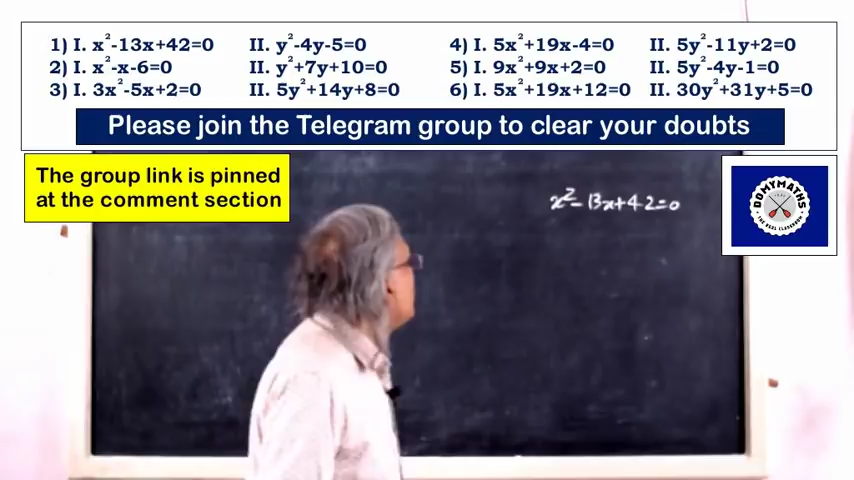 1) I. x²-13x+42=0 II. y²-4y-5=0 4) I. 5x²+19x-4=0 II. 5y²-11y+2=0
2) I. x²-x-6=0 II. y²+7y+10=0 5) I. 9x²+9x+2=0 II. 5y²-4y-1=0
3) I. 3x²-5x+2=0 II. 5y²+14y+8=0 6) I. 5x²+19x+12=0 II. 30y²+31y+5=0
Please join the Telegram group to clear your doubts
The group link is pinned
at the comment section
x²-13x+42=0
DOMYMATHS
THE REAL CLASSROOM